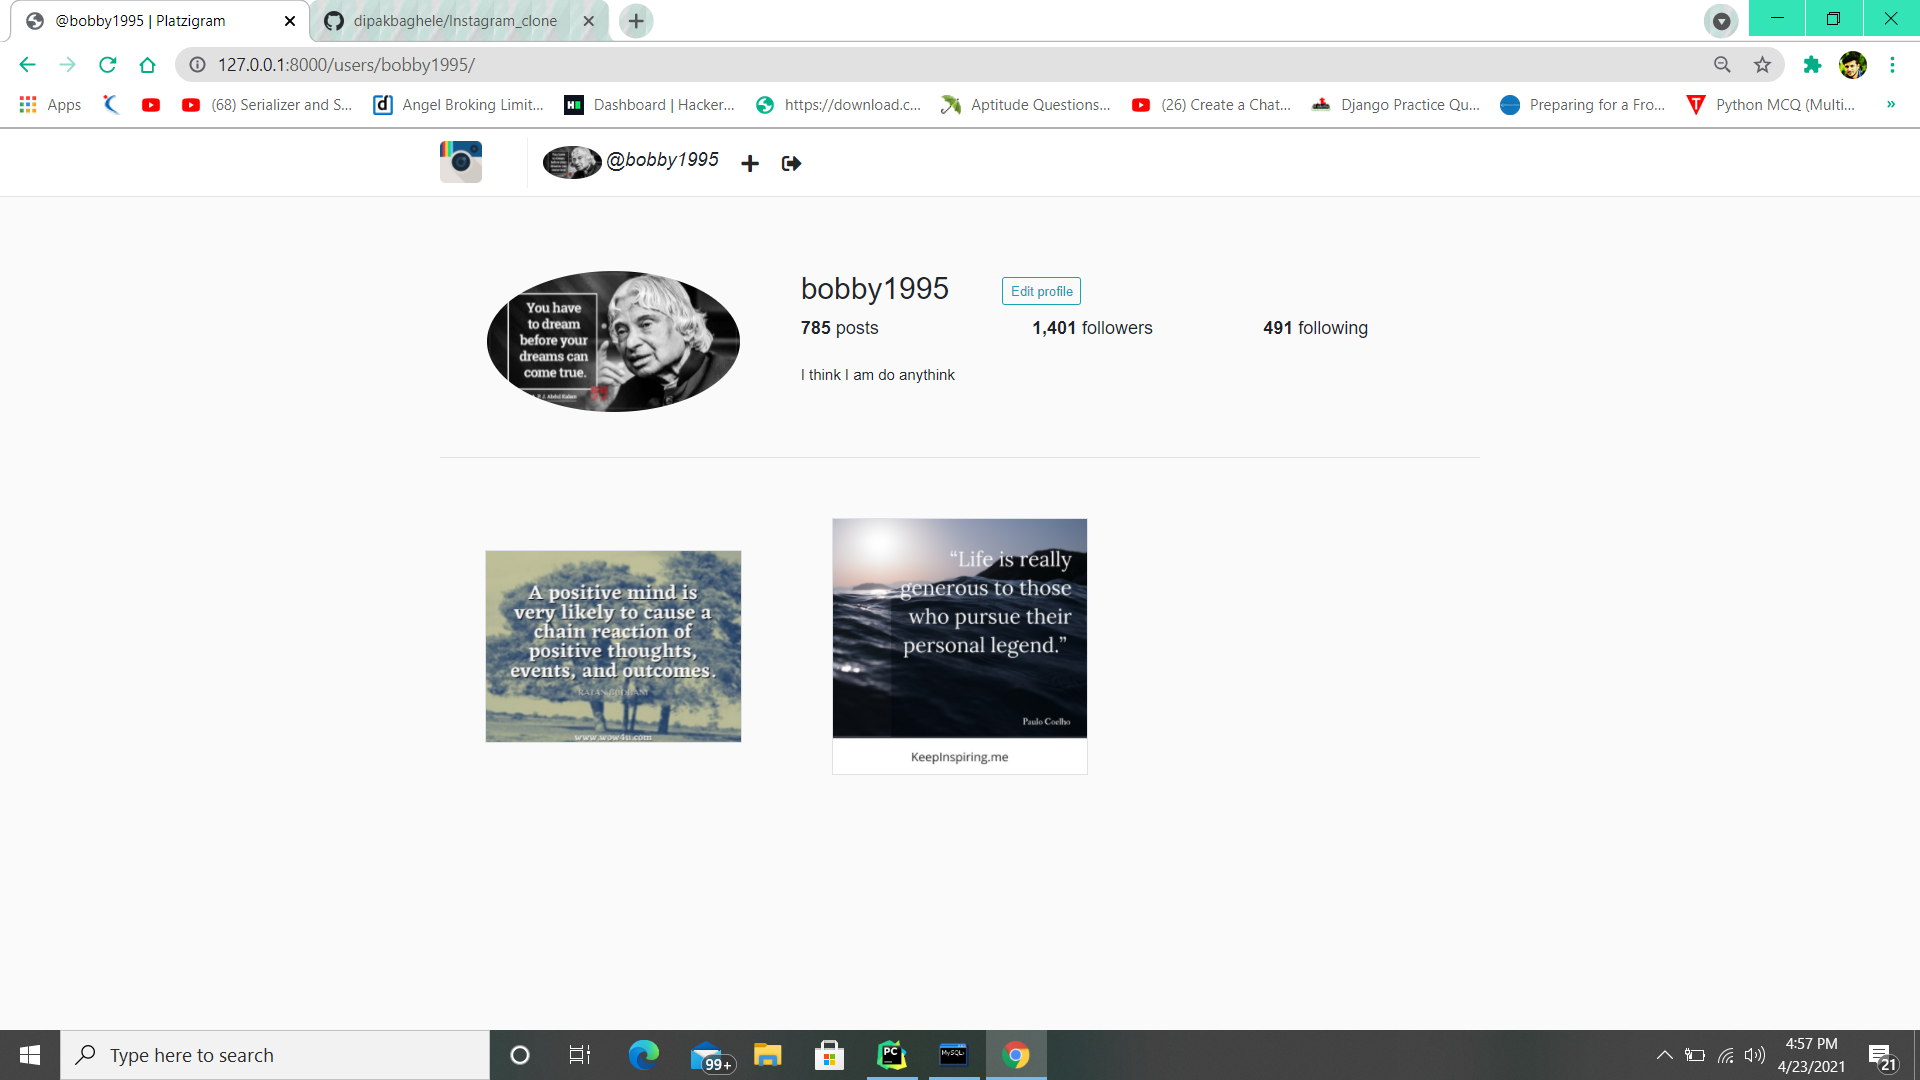 @bobby1995 | Platzigram
dipakbaghele/Instagram_clone
127.0.0.1:8000/users/bobby1995/
Apps
(68) Serializer and S...
Angel Broking Limit...
Dashboard | Hacker...
https://download.c...
Aptitude Questions...
(26) Create a Chat...
Django Practice Qu...
Preparing for a Fro...
Python MCQ (Multi...
»
@bobby1995
You have
to dream
before your
dreams can
come true.
bobby1995
Edit profile
785 posts
1,401 followers
491 following
I think I am do anythink
A positive mind is
very likely to cause a
chain reaction of
positive thoughts,
events, and outcomes.
www.wow4u.com
“Life is really
generous to those
who pursue their
personal legend.”
Paulo Coelho
KeepInspiring.me
Type here to search
99+
PC
4:57 PM
4/23/2021
21